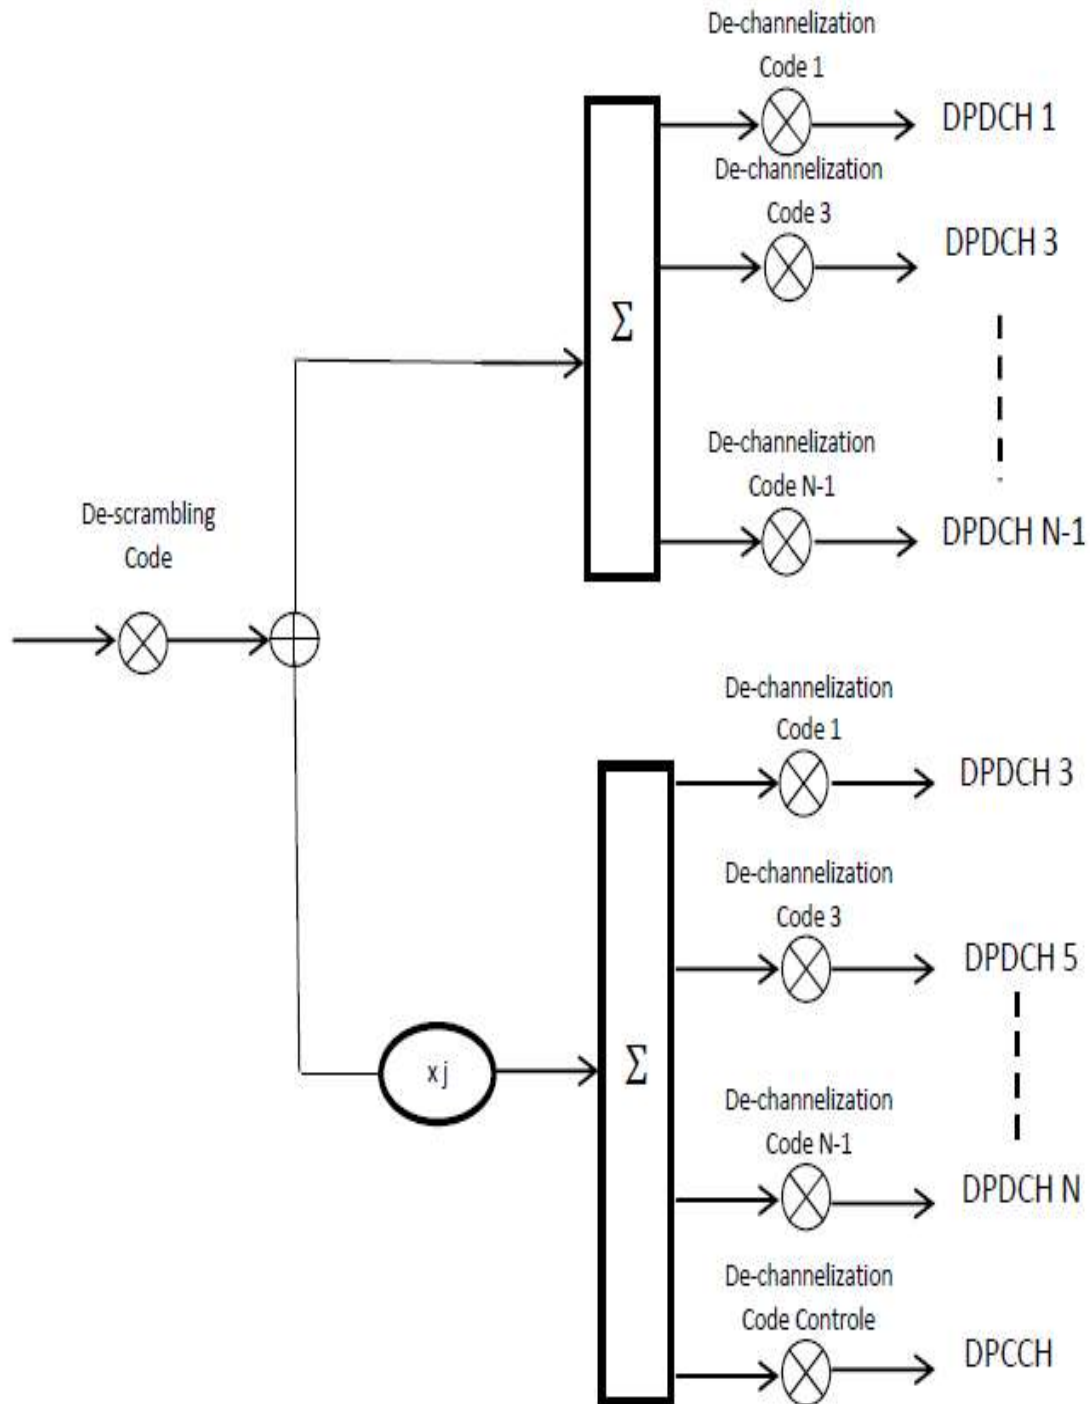 De-channelization
Code 1
DPDCH 1
De-channelization
Code 3
DPDCH 3
Σ
De-channelization
Code N-1
DPDCH N-1
De-scrambling
Code
De-channelization
Code 1
DPDCH 3
De-channelization
Code 3
DPDCH 5
x j
Σ
De-channelization
Code N-1
DPDCH N
De-channelization
Code Controle
DPCCH